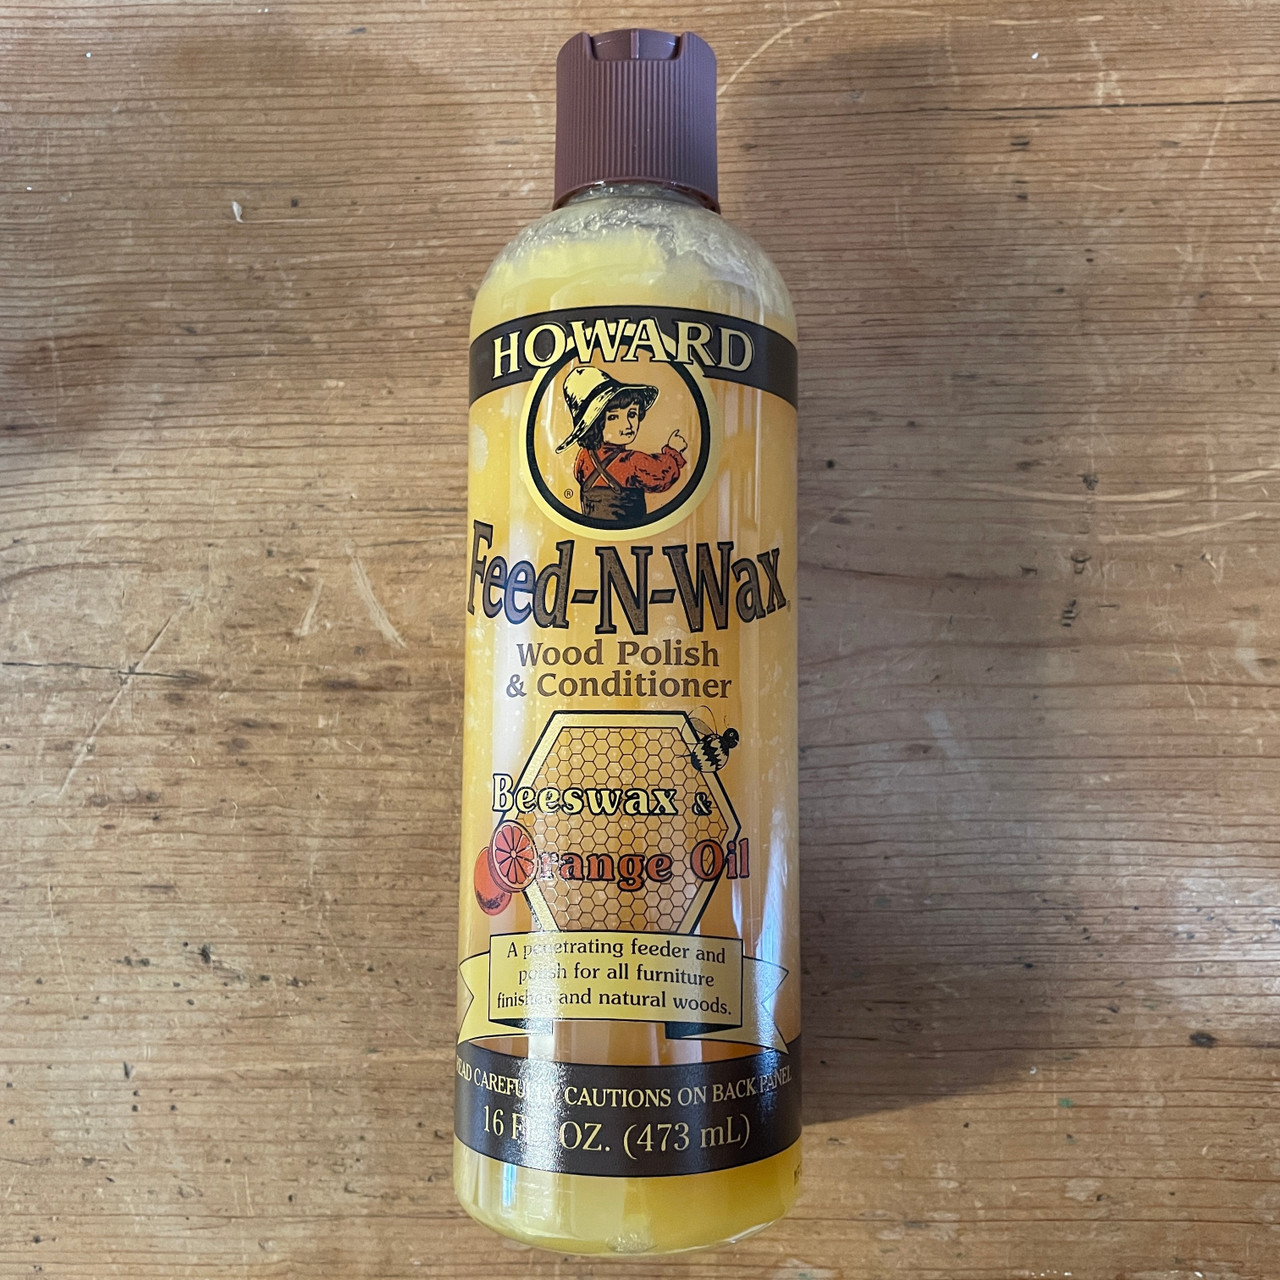 HOWARD
®
Feed-N-Wax
Wood Polish
& Conditioner
Beeswax &
Orange Oil
A penetrating feeder and
polish for all furniture
finishes and natural woods.
READ CAREFULLY CAUTIONS ON BACK PANEL
16 FL OZ. (473 mL)